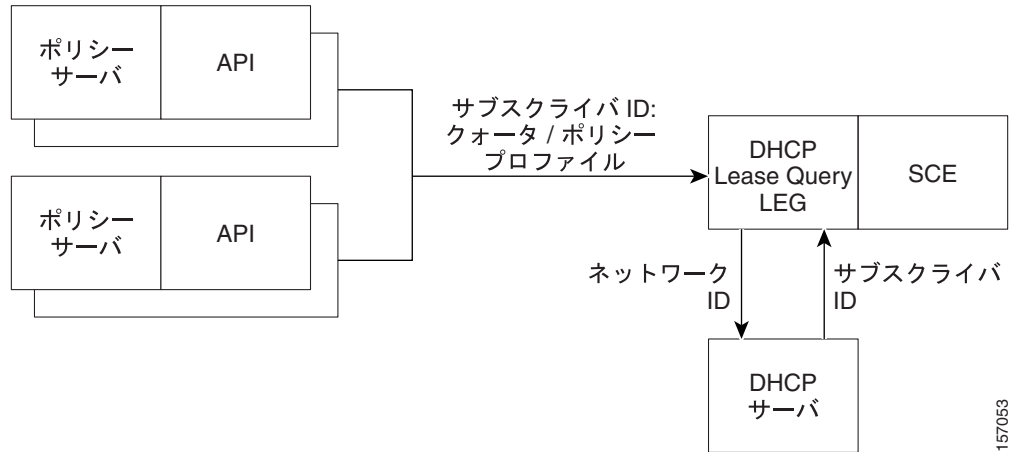 ポリシー
サーバ
API
サブスクライバ ID:
クォータ / ポリシー
プロファイル
DHCP
Lease Query
LEG
SCE
ポリシー
サーバ
API
ネットワーク
ID
サブスクライバ
ID
DHCP
サーバ
157053